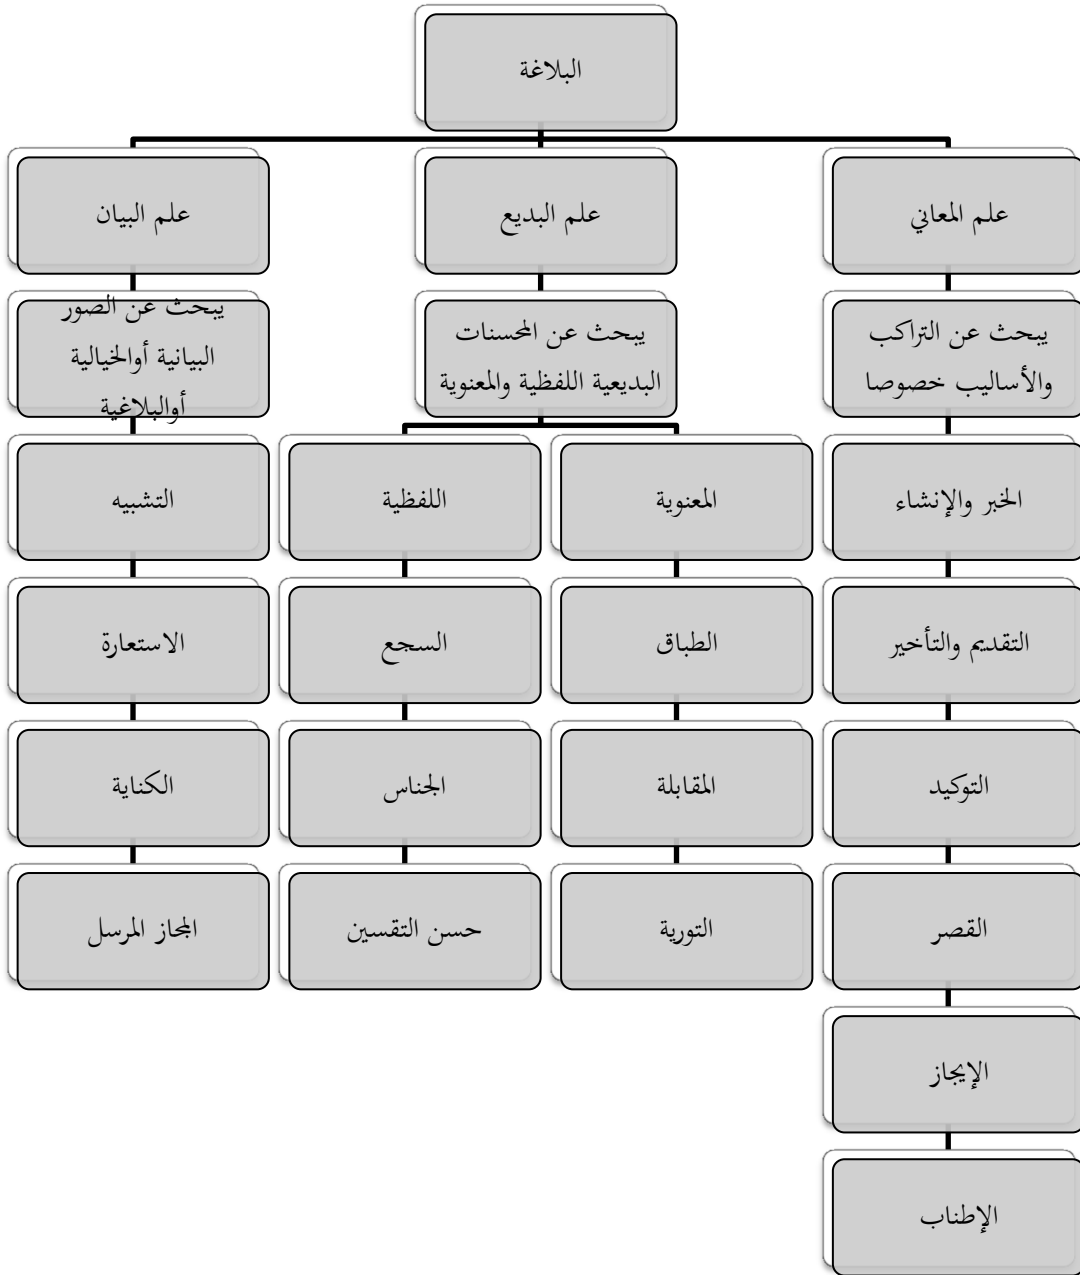 البلاغة
علم المعاني
علم البديع
علم البيان
يبحث عن التراكب
والأساليب خصوصا
يبحث عن المحسنات
البديعية اللفظية والمعنوية
يبحث عن الصور
البيانية أوالخيالية
أوالبلاغية
الخبر والإنشاء
المعنوية
اللفظية
التشبيه
التقديم والتأخير
الطباق
السجع
الاستعارة
التوكيد
المقابلة
الجناس
الكناية
القصر
التورية
حسن التقسين
المجاز المرسل
الإيجاز
الإطناب